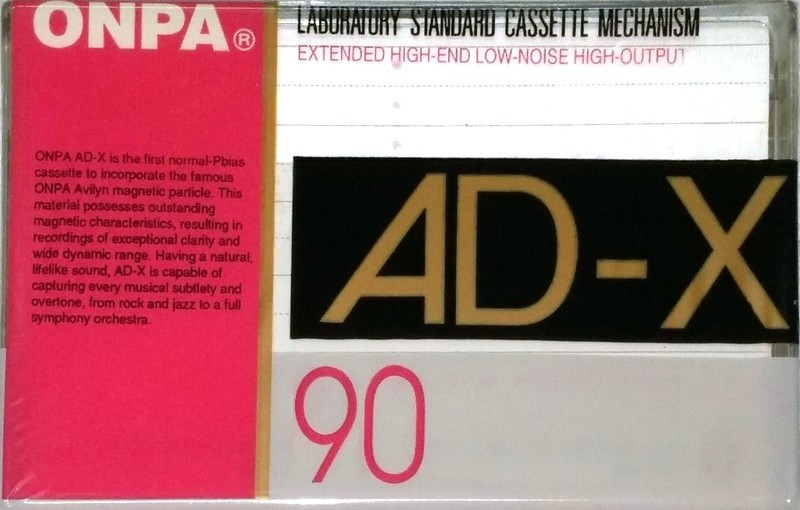 ONPA®
LABORATORY STANDARD CASSETTE MECHANISM
EXTENDED HIGH-END LOW-NOISE HIGH-OUTPUT
ONPA AD-X is the first normal-Pbias
cassette to incorporate the famous
ONPA Avilyn magnetic particle. This
material possesses outstanding
magnetic characteristics, resulting in
recordings of exceptional clarity and
wide dynamic range. Having a natural,
lifelike sound, AD-X is capable of
capturing every musical subtlety and
overtone, from rock and jazz to a full
symphony orchestra.
AD-X
90